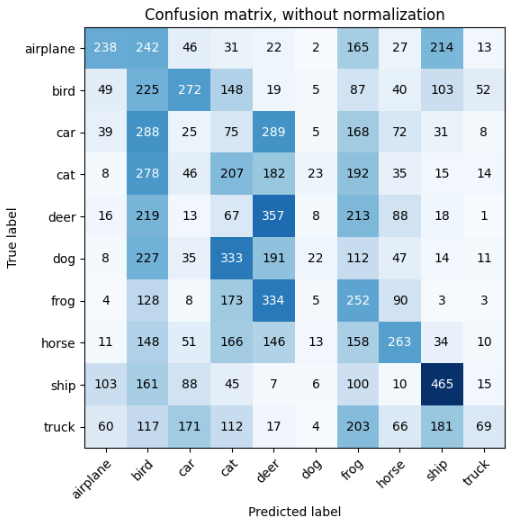 Confusion matrix, without normalization
True label
airplane 238 242 46 31 22 2 165 27 214 13
bird 49 225 272 148 19 5 87 40 103 52
car 39 288 25 75 289 5 168 72 31 8
cat 8 278 46 207 182 23 192 35 15 14
deer 16 219 13 67 357 8 213 88 18 1
dog 8 227 35 333 191 22 112 47 14 11
frog 4 128 8 173 334 5 252 90 3 3
horse 11 148 51 166 146 13 158 263 34 10
ship 103 161 88 45 7 6 100 10 465 15
truck 60 117 171 112 17 4 203 66 181 69
airplane bird car cat deer dog frog horse ship truck
Predicted label